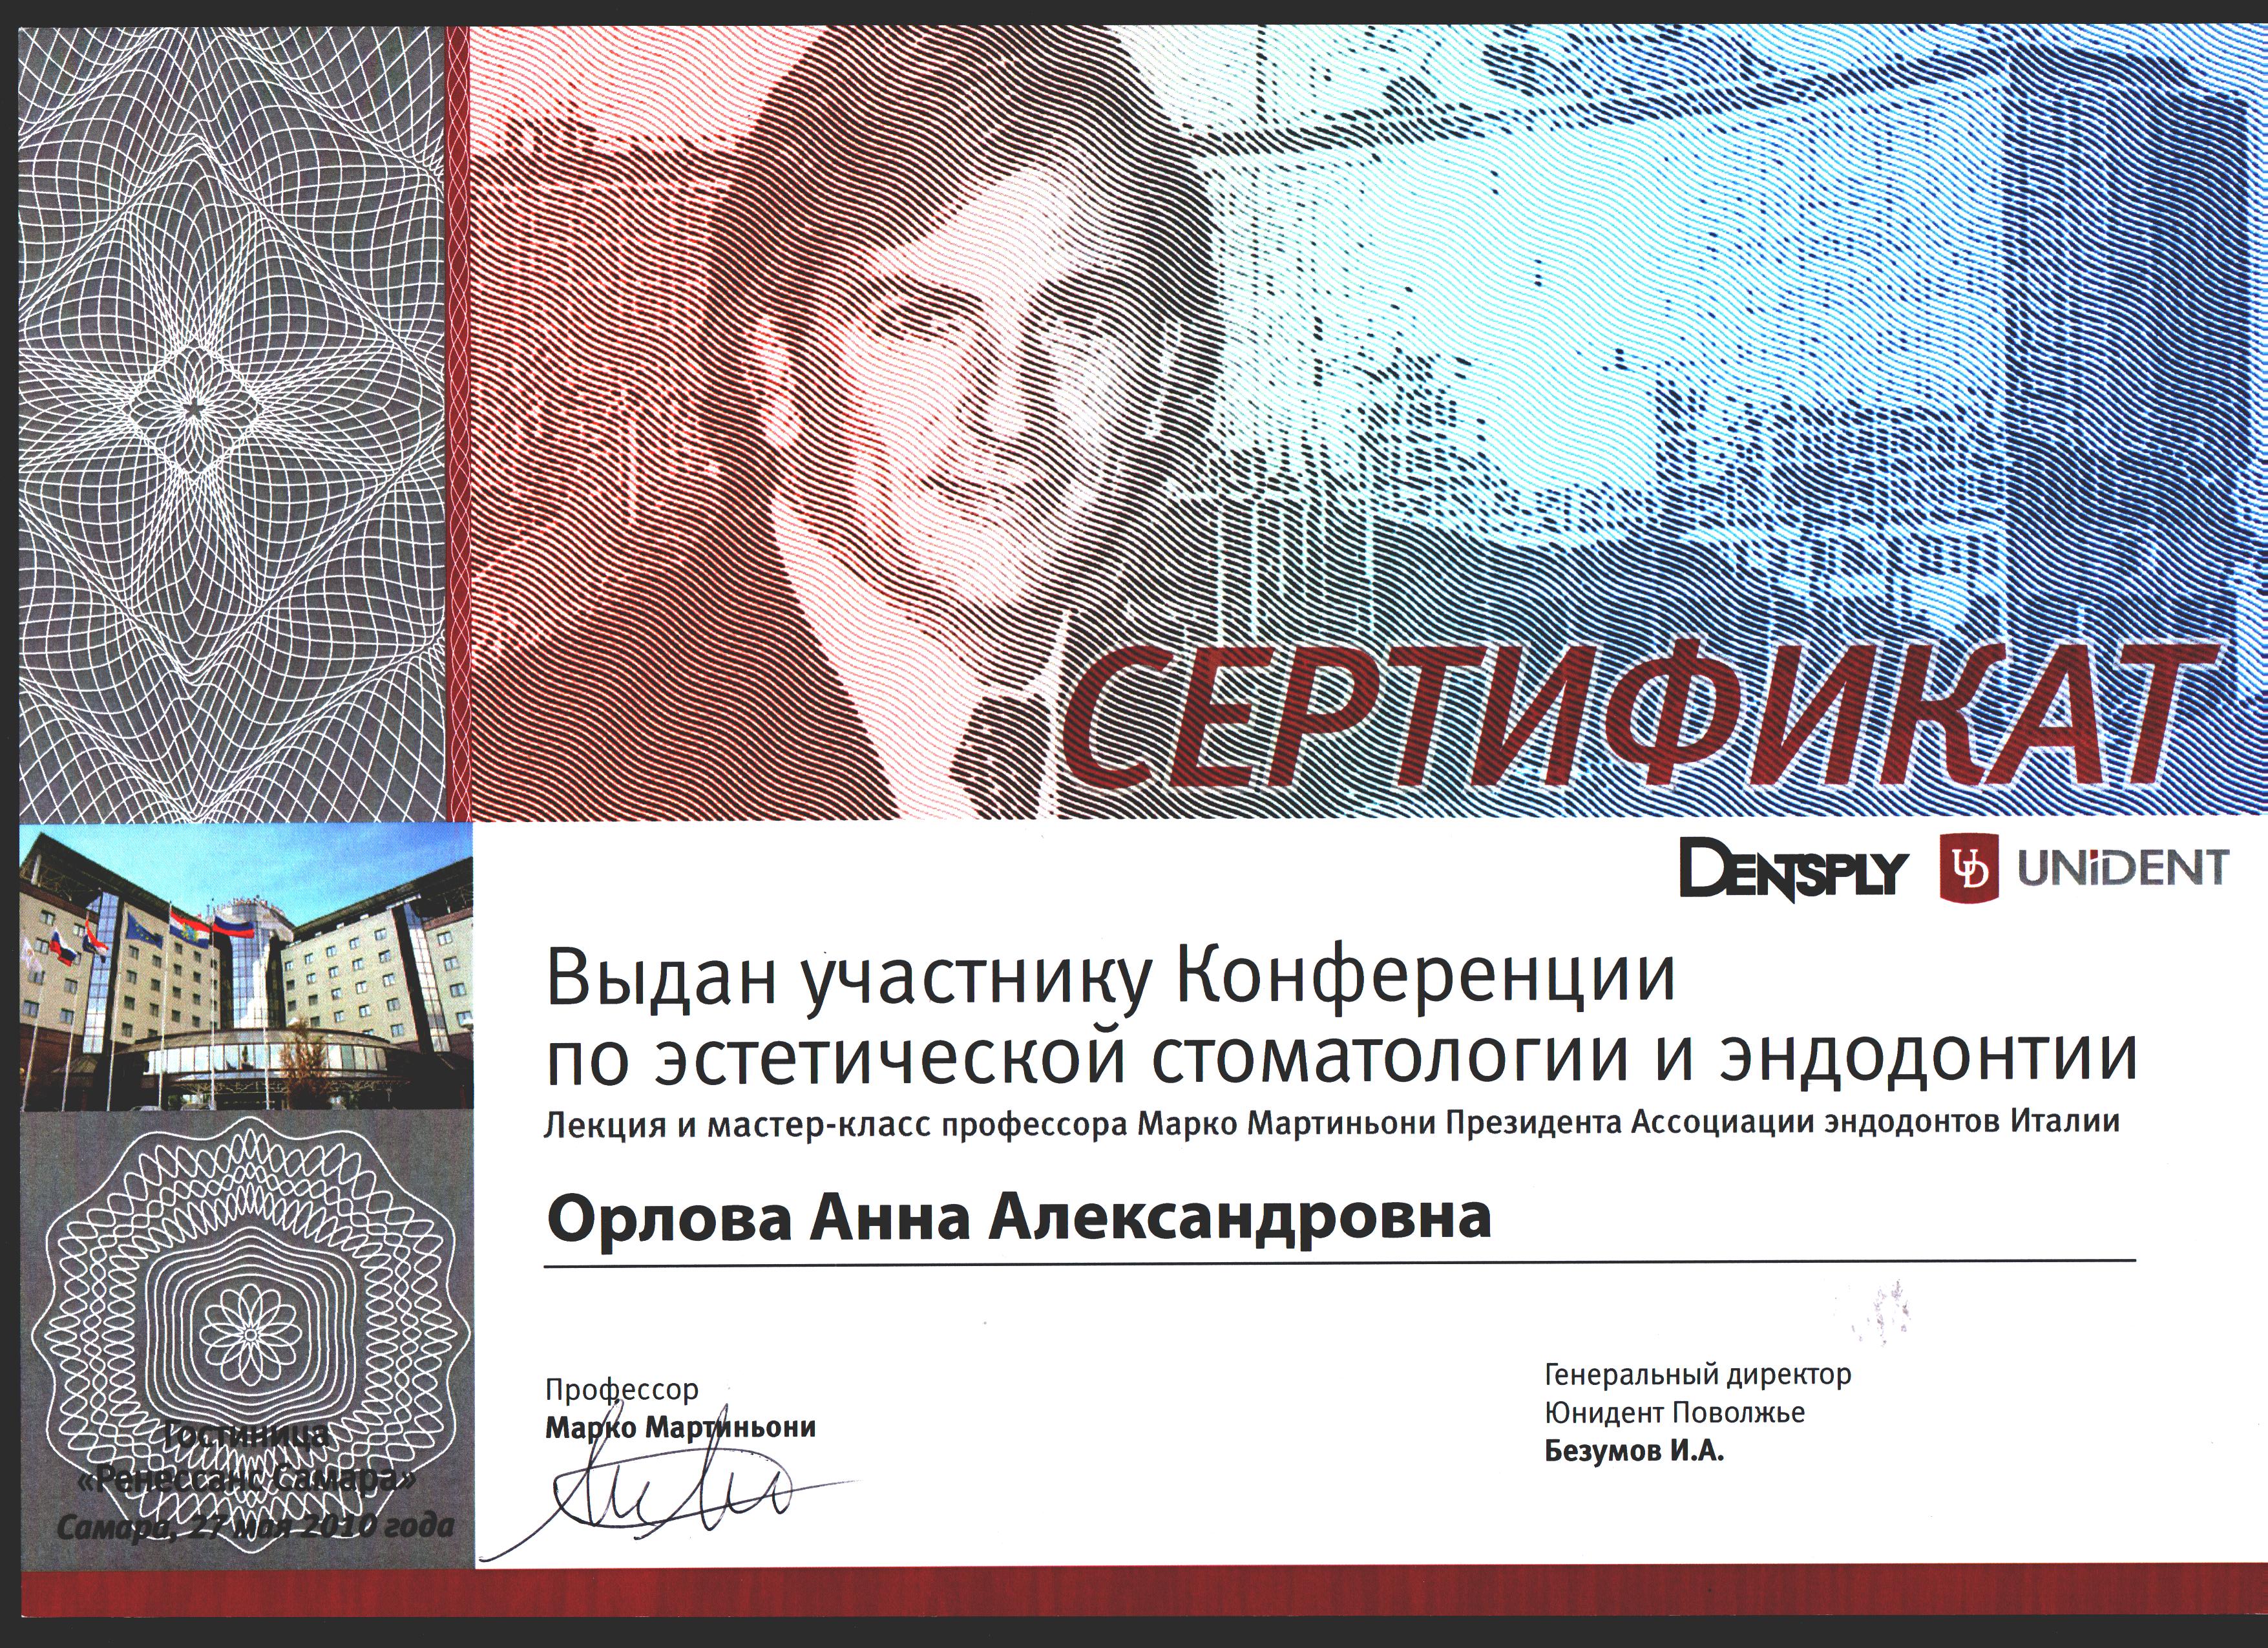 СЕРТИФИКАТ
DENTSPLY UD UNiDENT
Выдан участнику Конференции
по эстетической стоматологии и эндодонтии
Лекция и мастер-класс профессора Марко Мартиньони Президента Ассоциации эндодонтов Италии
Орлова Анна Александровна
Профессор
Марко Мартиньони
Генеральный директор
Юнидент Поволжье
Безумов И.А.
Гостиница
«Ренессанс Самара»
Самара, 27 мая 2010 года